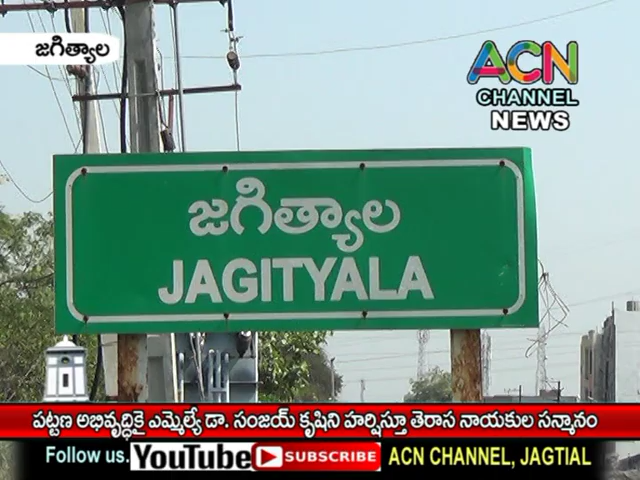 జగిత్యాల
ACN
CHANNEL
NEWS
జగిత్యాల
JAGITYALA
పట్టణ అభివృద్ధికై ఎమ్మెల్యే డా. సంజయ్ కృషిని హర్షిస్తూ తెరాస నాయకుల సన్మానం
Follow us. YouTube SUBSCRIBE ACN CHANNEL, JAGTIAL